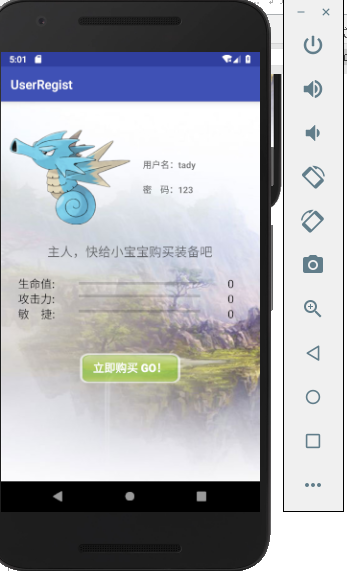 5:01
UserRegist
用户名：tady
密　码：123
主人，快给小宝宝购买装备吧
生命值: 0
攻击力: 0
敏　捷: 0
立即购买 GO!